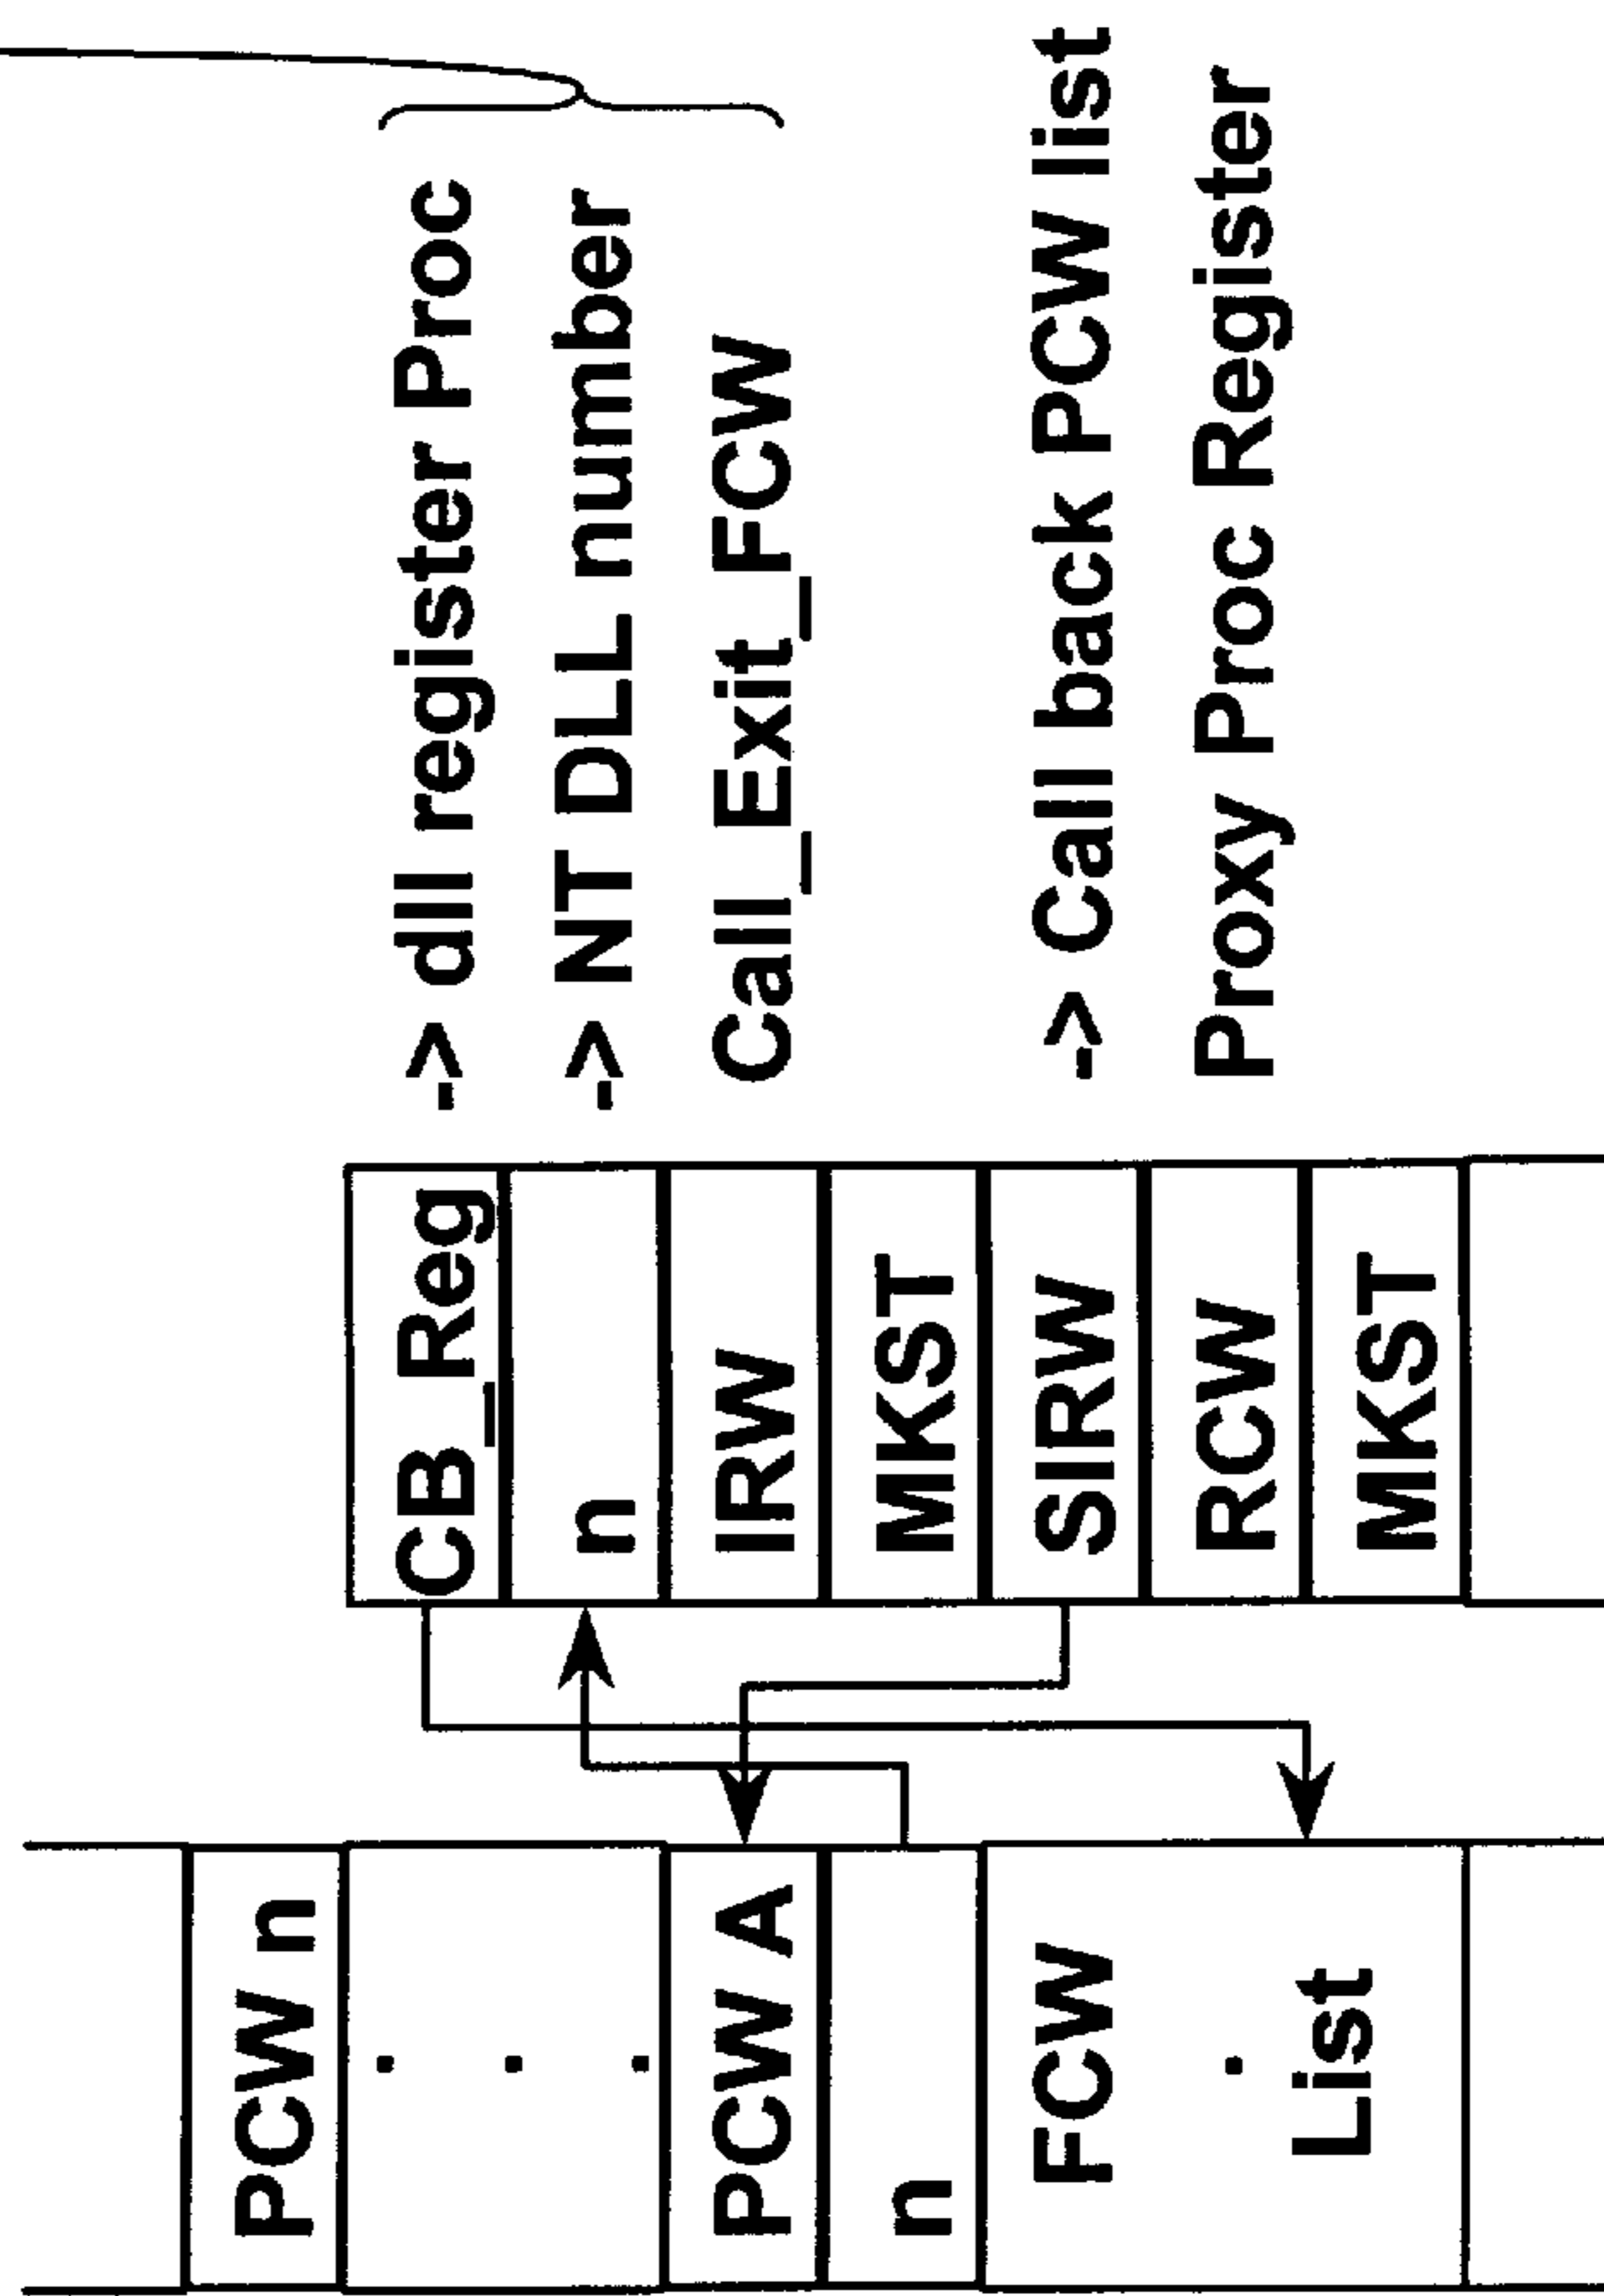 PCW n
.
.
.
PCW A
n
FCW
.
List
CB_Reg
n
IRW
MKST
SIRW
RCW
MKST
-> dll register Proc
-> NT DLL number
Call_Exit_FCW
-> Call back PCW list
Proxy Proc Register